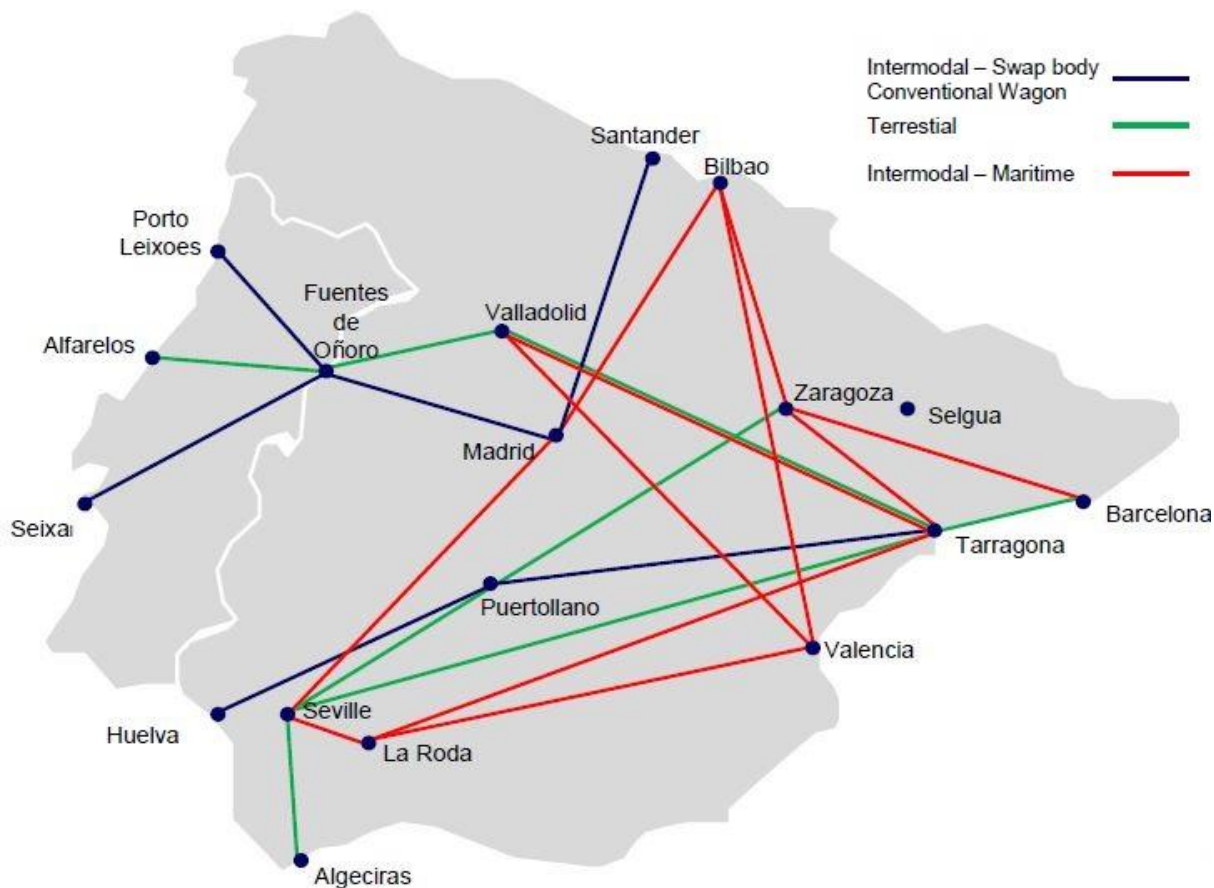 Intermodal – Swap body
Conventional Wagon
Terrestial
Intermodal – Maritime
Santander
Bilbao
Porto
Leixoes
Fuentes
de
Oñoro
Valladolid
Alfarelos
Zaragoza
Selgua
Madrid
Seixal
Barcelona
Tarragona
Puertollano
Valencia
Seville
Huelva
La Roda
Algeciras